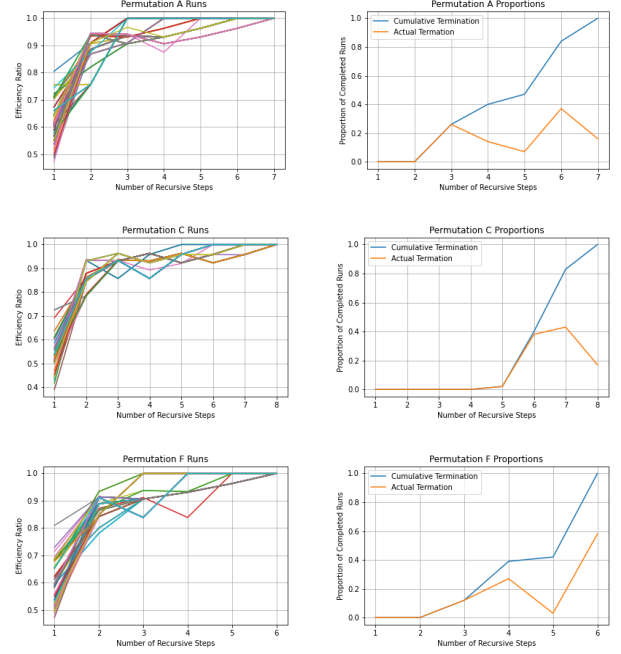 Permutation A Runs
Efficiency Ratio
1.0
0.9
0.8
0.7
0.6
0.5
1 2 3 4 5 6 7
Number of Recursive Steps
Permutation A Proportions
Proportion of Completed Runs
Cumulative Termination
Actual Termation
1.0
0.8
0.6
0.4
0.2
0.0
1 2 3 4 5 6 7
Number of Recursive Steps
Permutation C Runs
Efficiency Ratio
1.0
0.9
0.8
0.7
0.6
0.5
0.4
1 2 3 4 5 6 7 8
Number of Recursive Steps
Permutation C Proportions
Proportion of Completed Runs
Cumulative Termination
Actual Termation
1.0
0.8
0.6
0.4
0.2
0.0
1 2 3 4 5 6 7 8
Number of Recursive Steps
Permutation F Runs
Efficiency Ratio
1.0
0.9
0.8
0.7
0.6
0.5
1 2 3 4 5 6
Number of Recursive Steps
Permutation F Proportions
Proportion of Completed Runs
Cumulative Termination
Actual Termation
1.0
0.8
0.6
0.4
0.2
0.0
1 2 3 4 5 6
Number of Recursive Steps